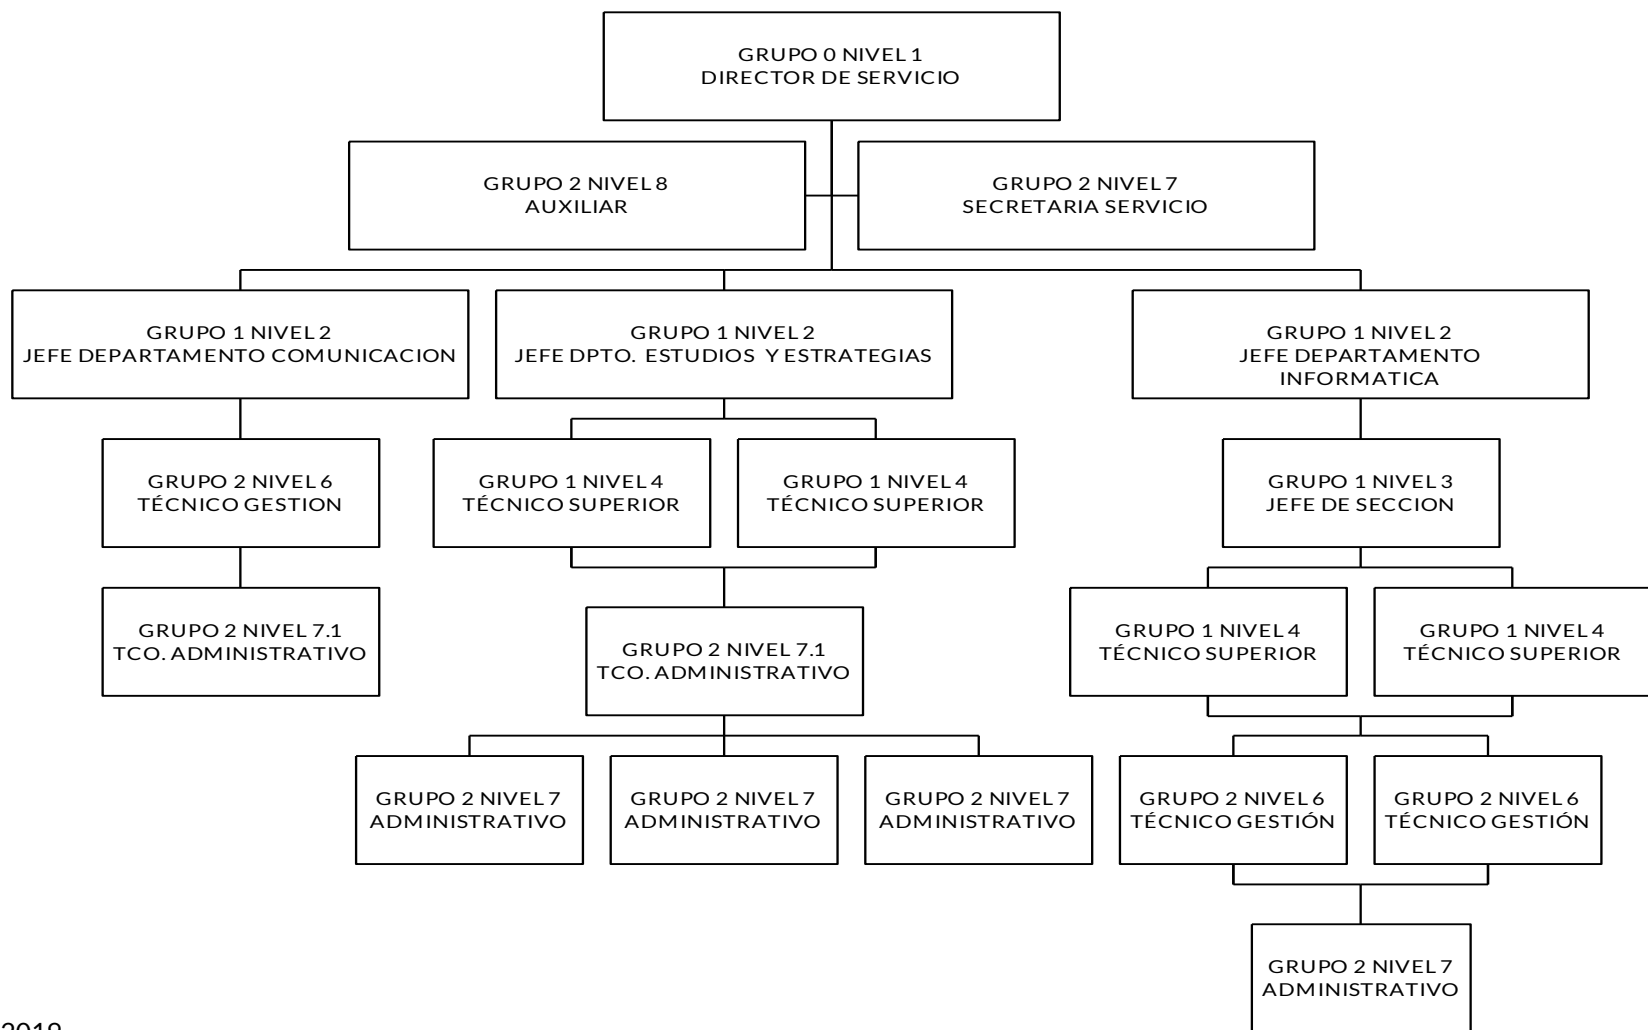 GRUPO 0 NIVEL 1
DIRECTOR DE SERVICIO
GRUPO 2 NIVEL 8
AUXILIAR
GRUPO 2 NIVEL 7
SECRETARIA SERVICIO
GRUPO 1 NIVEL 2
JEFE DEPARTAMENTO COMUNICACION
GRUPO 1 NIVEL 2
JEFE DPTO. ESTUDIOS Y ESTRATEGIAS
GRUPO 1 NIVEL 2
JEFE DEPARTAMENTO
INFORMATICA
GRUPO 2 NIVEL 6
TÉCNICO GESTION
GRUPO 1 NIVEL 4
TÉCNICO SUPERIOR
GRUPO 1 NIVEL 4
TÉCNICO SUPERIOR
GRUPO 1 NIVEL 3
JEFE DE SECCION
GRUPO 2 NIVEL 7.1
TCO. ADMINISTRATIVO
GRUPO 2 NIVEL 7.1
TCO. ADMINISTRATIVO
GRUPO 1 NIVEL 4
TÉCNICO SUPERIOR
GRUPO 1 NIVEL 4
TÉCNICO SUPERIOR
GRUPO 2 NIVEL 7
ADMINISTRATIVO
GRUPO 2 NIVEL 7
ADMINISTRATIVO
GRUPO 2 NIVEL 7
ADMINISTRATIVO
GRUPO 2 NIVEL 6
TÉCNICO GESTIÓN
GRUPO 2 NIVEL 6
TÉCNICO GESTIÓN
GRUPO 2 NIVEL 7
ADMINISTRATIVO